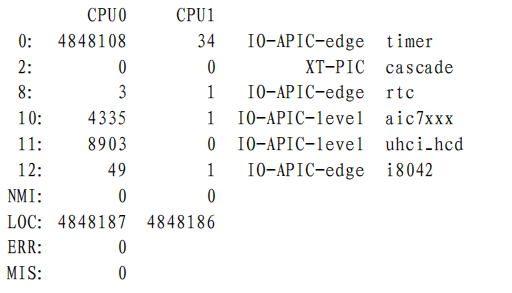 CPU0 CPU1
0: 4848108 34 IO-APIC-edge timer
2: 0 0 XT-PIC cascade
8: 3 1 IO-APIC-edge rtc
10: 4335 1 IO-APIC-level aic7xxx
11: 8903 0 IO-APIC-level uhci_hcd
12: 49 1 IO-APIC-edge i8042
NMI: 0 0
LOC: 4848187 4848186
ERR: 0
MIS: 0